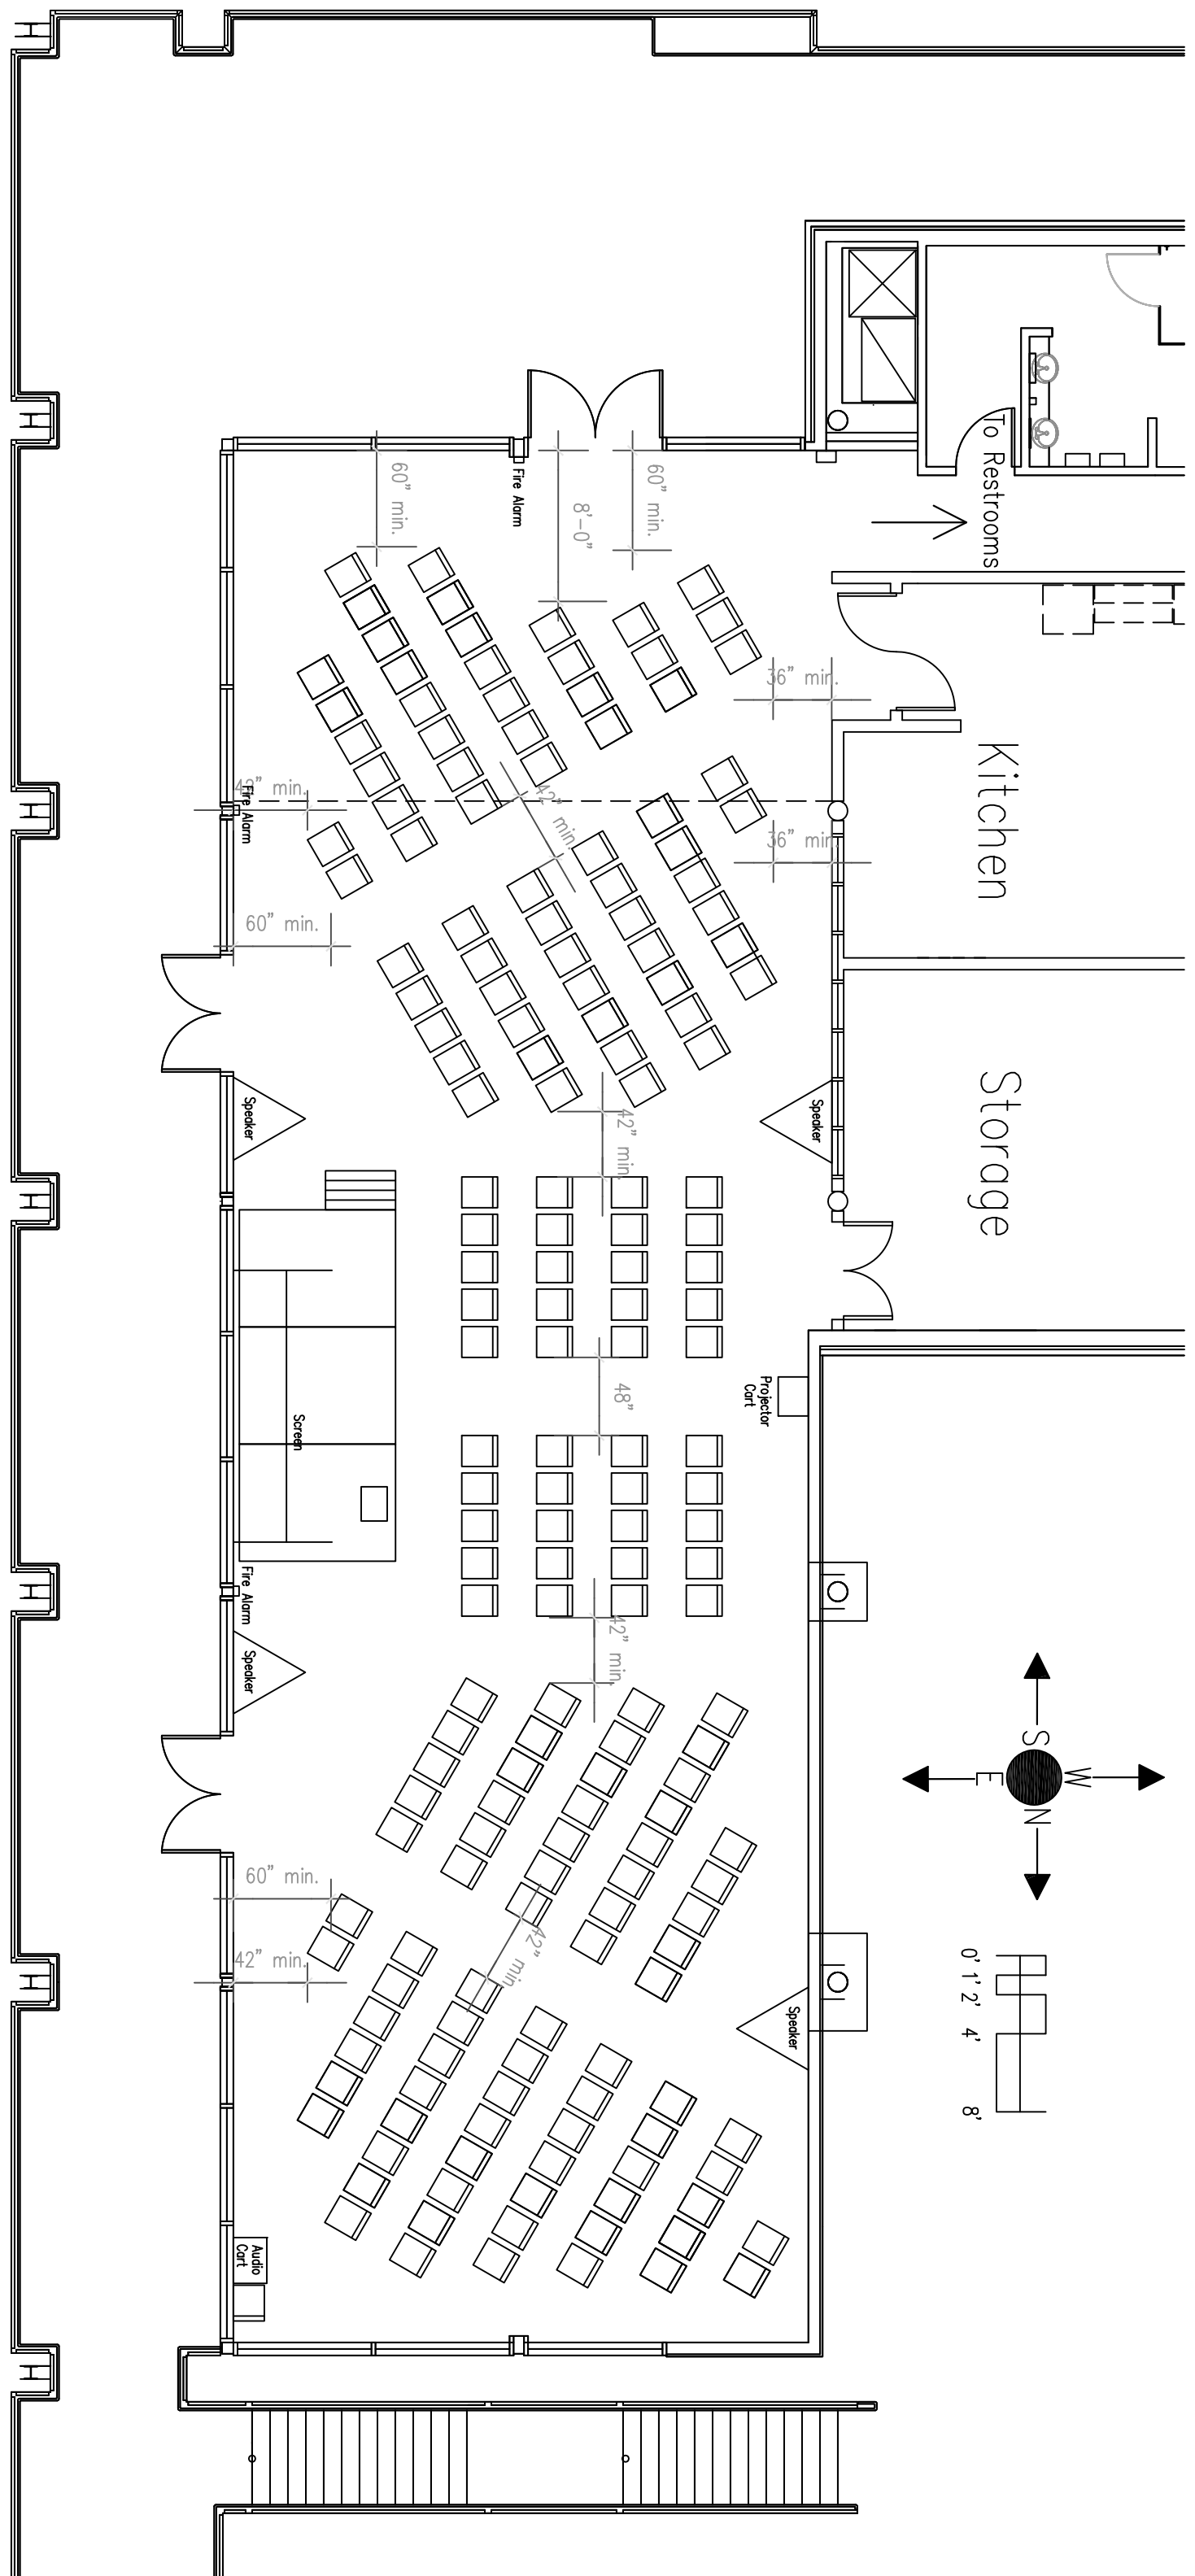 To Restrooms
Fire Alarm
60" min.
8'-0"
60" min.
36" min.
Kitchen
42" min.
Fire Alarm
42" min.
36" min.
60" min.
Storage
Speaker
Speaker
42" min.
Projector
Cart
48"
Screen
Fire Alarm
42" min.
Speaker
S
W
E
N
60" min.
42" min.
42" min.
Speaker
0' 1' 2' 4' 8'
Audio
Cart